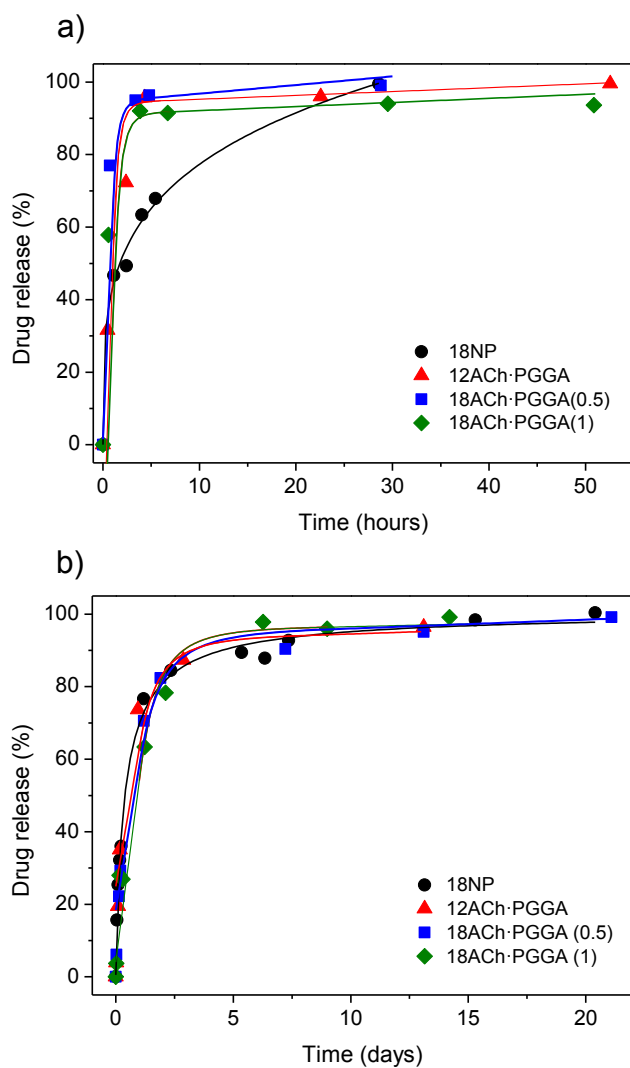 a)
100
80
60
40
20
0
Drug release (%)
18NP
12ACh·PGGA
18ACh·PGGA(0.5)
18ACh·PGGA(1)
0 10 20 30 40 50
Time (hours)
b)
100
80
60
40
20
0
Drug release (%)
18NP
12ACh·PGGA
18ACh·PGGA (0.5)
18ACh·PGGA (1)
0 5 10 15 20
Time (days)